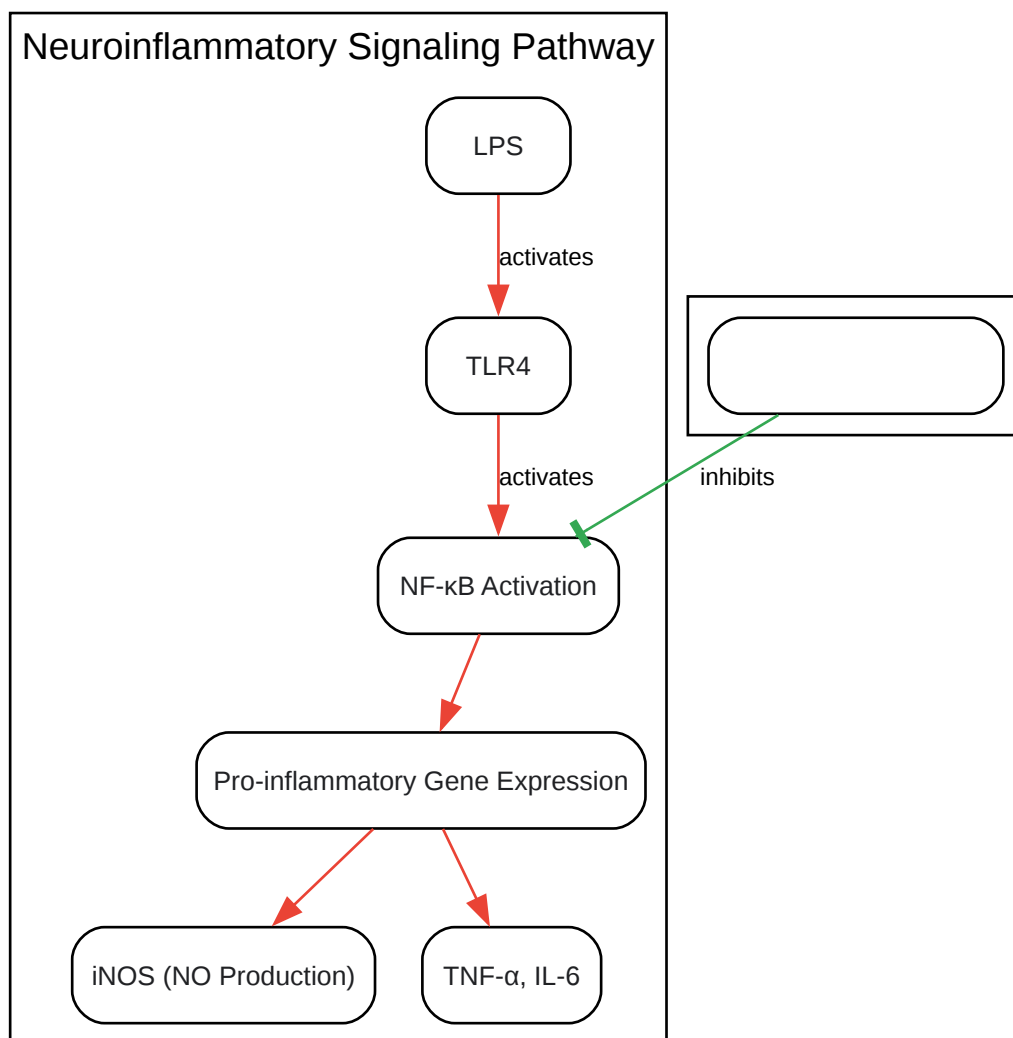 Neuroinflammatory Signaling Pathway
LPS
activates
TLR4
activates
inhibits
NF-κB Activation
Pro-inflammatory Gene Expression
iNOS (NO Production)
TNF-α, IL-6